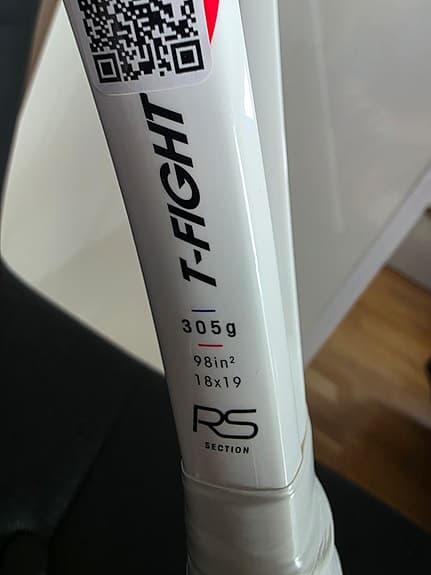 T-FIGHT
305g
98in²
18x19
RS
SECTION